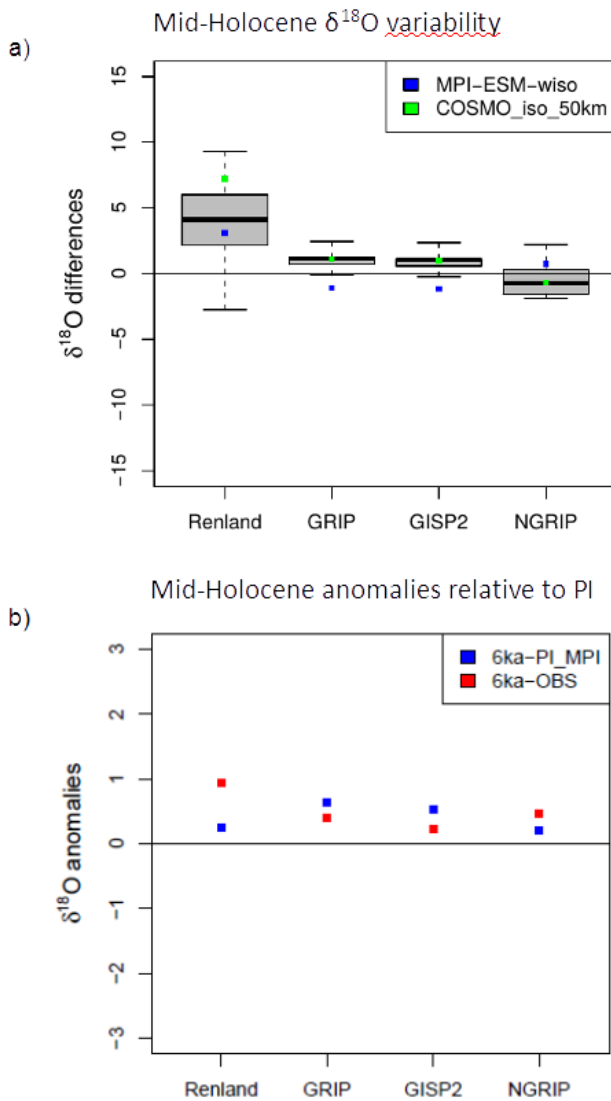 Mid-Holocene δ¹⁸O variability
a)
MPI−ESM−wiso
COSMO_iso_50km
15
10
5
0
−5
−10
−15
δ¹⁸O differences
Renland GRIP GISP2 NGRIP
Mid-Holocene anomalies relative to PI
b)
6ka−PI_MPI
6ka−OBS
3
2
1
0
−1
−2
−3
δ¹⁸O anomalies
Renland GRIP GISP2 NGRIP